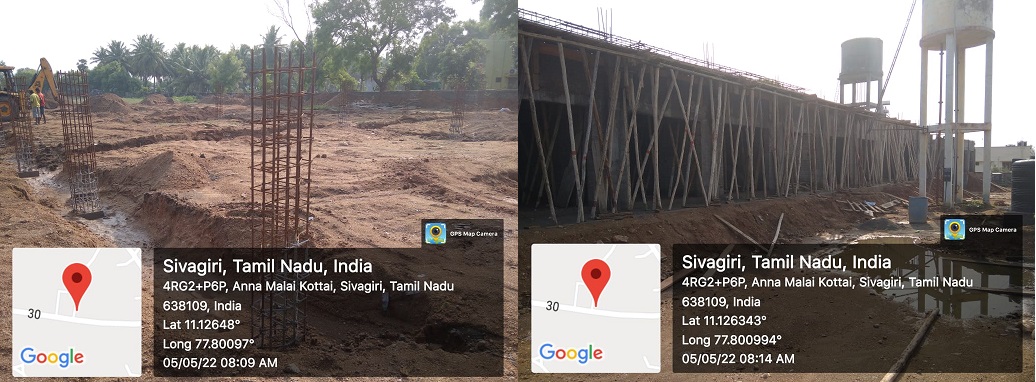 GPS Map Camera
Sivagiri, Tamil Nadu, India
4RG2+P6P, Anna Malai Kottai, Sivagiri, Tamil Nadu
638109, India
Lat 11.12648°
Long 77.80097°
05/05/22 08:09 AM
30
Google
GPS Map Camera
Sivagiri, Tamil Nadu, India
4RG2+P6P, Anna Malai Kottai, Sivagiri, Tamil Nadu
638109, India
Lat 11.126343°
Long 77.800994°
05/05/22 08:14 AM
30
Google